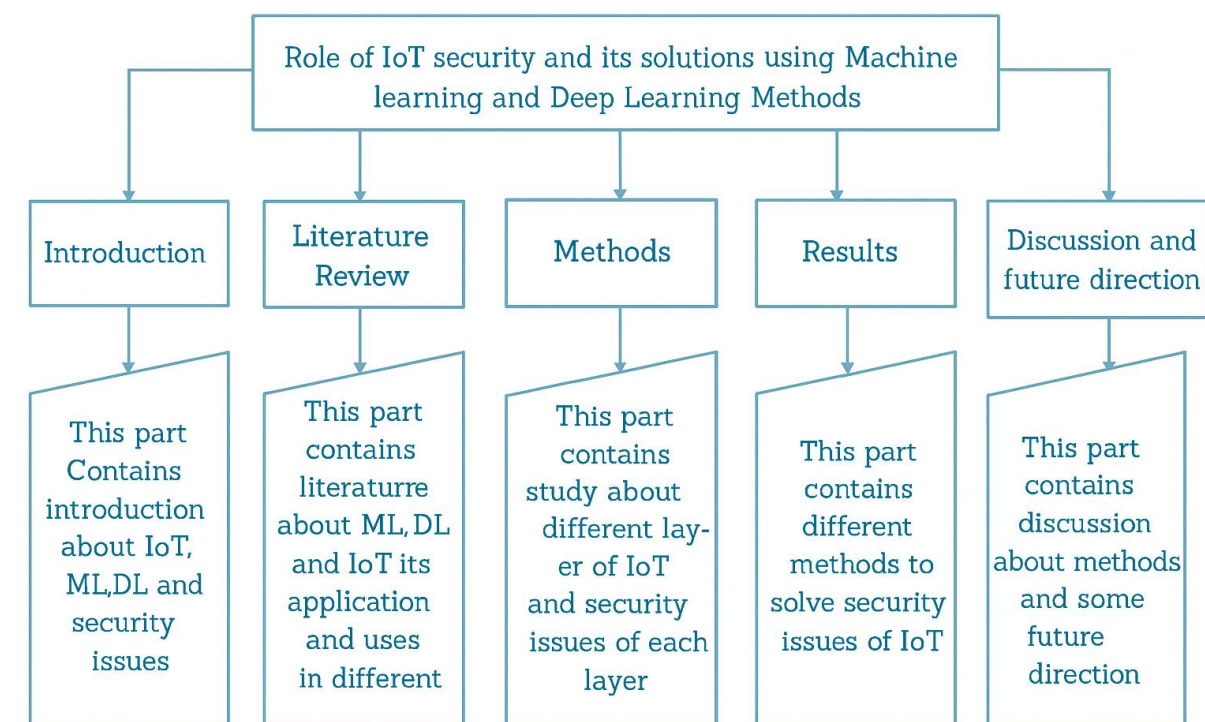 Role of IoT security and its solutions using Machine
learning and Deep Learning Methods
Introduction
Literature
Review
Methods
Results
Discussion and
future direction
This part
Contains
introduction
about IoT,
ML,DL and
security
issues
This part
contains
literaturre
about ML,DL
and IoT its
application
and uses
in different
This part
contains
study about
different lay-
er of IoT
and security
issues of each
layer
This part
contains
different
methods to
solve security
issues of IoT
This part
contains
discussion
about methods
and some
future
direction